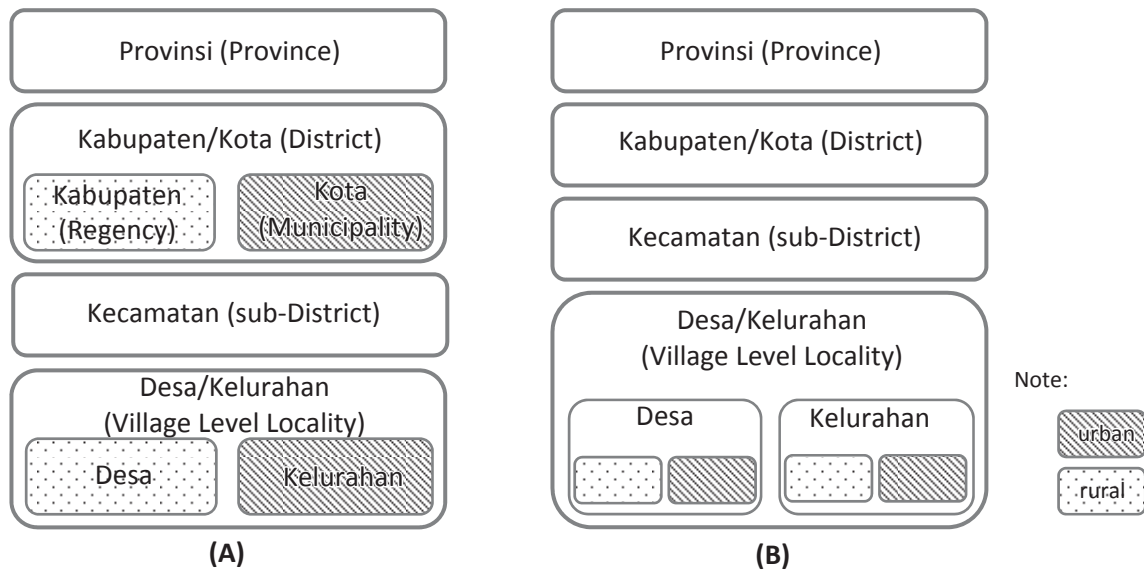 Provinsi (Province)
Kabupaten/Kota (District)
Kabupaten
(Regency)
Kota
(Municipality)
Kecamatan (sub-District)
Desa/Kelurahan
(Village Level Locality)
Desa
Kelurahan
(A)
Provinsi (Province)
Kabupaten/Kota (District)
Kecamatan (sub-District)
Desa/Kelurahan
(Village Level Locality)
Desa
Kelurahan
(B)
Note:
urban
rural